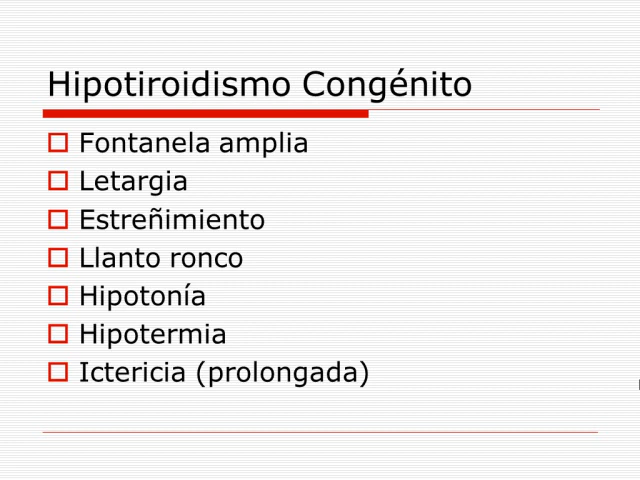 Hipotiroidismo Congénito
Fontanela amplia
Letargia
Estreñimiento
Llanto ronco
Hipotonía
Hipotermia
Ictericia (prolongada)